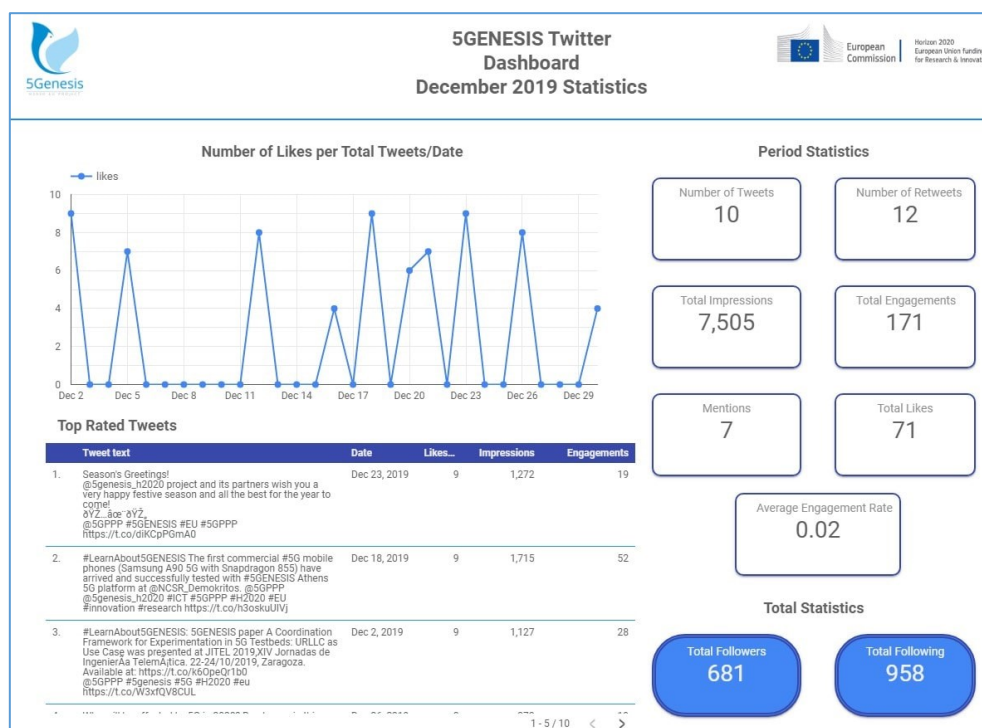 5GENESIS Twitter
Dashboard
December 2019 Statistics
5Genesis
European
Commission
Horizon 2020
European Union funding
for Research & Innovat
Number of Likes per Total Tweets/Date
likes
10
8
6
4
2
0
Dec 2
Dec 5
Dec 8
Dec 11
Dec 14
Dec 17
Dec 20
Dec 23
Dec 26
Dec 29
Period Statistics
Number of Tweets
10
Number of Retweets
12
Total Impressions
7,505
Total Engagements
171
Mentions
7
Total Likes
71
Average Engagement Rate
0.02
Total Statistics
Total Followers
681
Total Following
958
Top Rated Tweets
Tweet text Date Likes... Impressions Engagements
1. Season's Greetings! Dec 23, 2019 9 1,272 19
@5genesis_h2020 project and its partners wish you a
very happy festive season and all the best for the year to
come!
@5GPPP #5GENESIS #EU #5GPPP
https://t.co/diKCpPGmA0
2. #LearnAbout5GENESIS The first commercial #5G mobile Dec 18, 2019 9 1,715 52
phones (Samsung A90 5G with Snapdragon 855) have
arrived and successfully tested with #5GENESIS Athens
5G platform at @NCSR_Demokritos. @5GPPP
@5genesis_h2020 #ICT #5GPPP #H2020 #EU
#innovation #research https://t.co/h3oskuUIVj
3. #LearnAbout5GENESIS: 5GENESIS paper A Coordination Dec 2, 2019 9 1,127 28
Framework for Experimentation in 5G Testbeds: URLLC as
Use Case was presented at JITEL 2019,XIV Jornadas de
IngenierÃa TelemÃ¡tica. 22-24/10/2019, Zaragoza.
Available at: https://t.co/k6OpeQr1b0
@5GPPP #5genesis #5G #H2020 #eu
https://t.co/W3xfQV8CUL
1 - 5 / 10